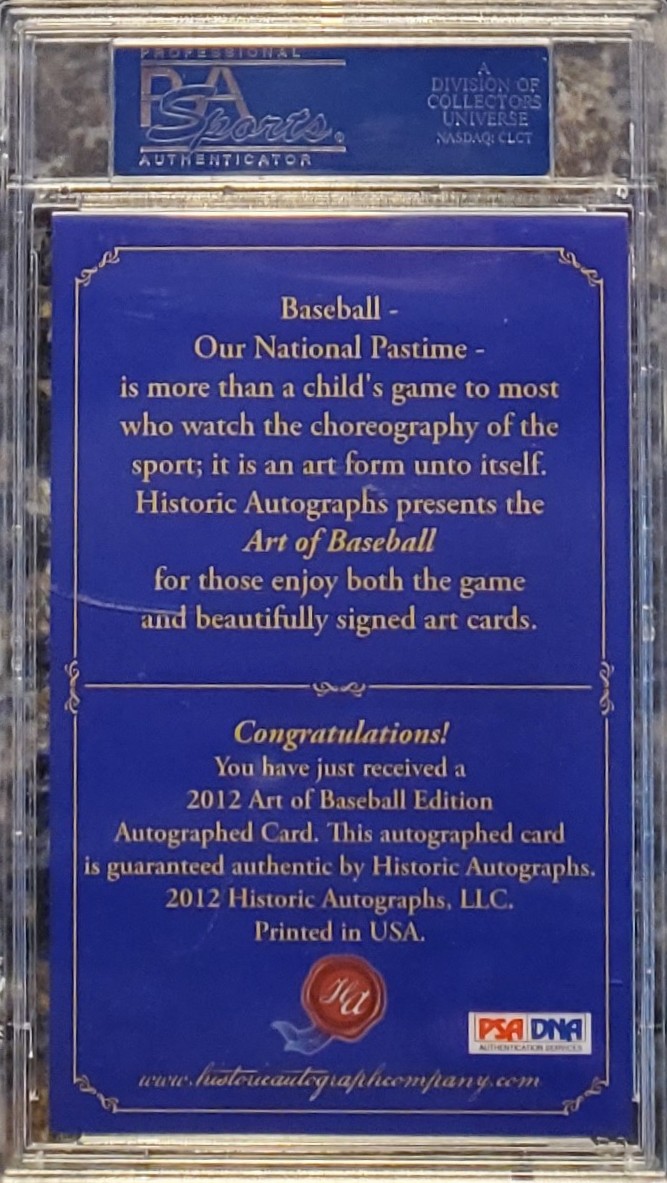 PROFESSIONAL
PSA
Sports
AUTHENTICATOR
A
DIVISION OF
COLLECTORS
UNIVERSE
NASDAQ: CLCT
Baseball -
Our National Pastime -
is more than a child's game to most
who watch the choreography of the
sport; it is an art form unto itself.
Historic Autographs presents the
Art of Baseball
for those enjoy both the game
and beautifully signed art cards.
Congratulations!
You have just received a
2012 Art of Baseball Edition
Autographed Card. This autographed card
is guaranteed authentic by Historic Autographs.
2012 Historic Autographs, LLC.
Printed in USA.
HA
PSA DNA
AUTHENTICATION SERVICES
www.historicautographcompany.com